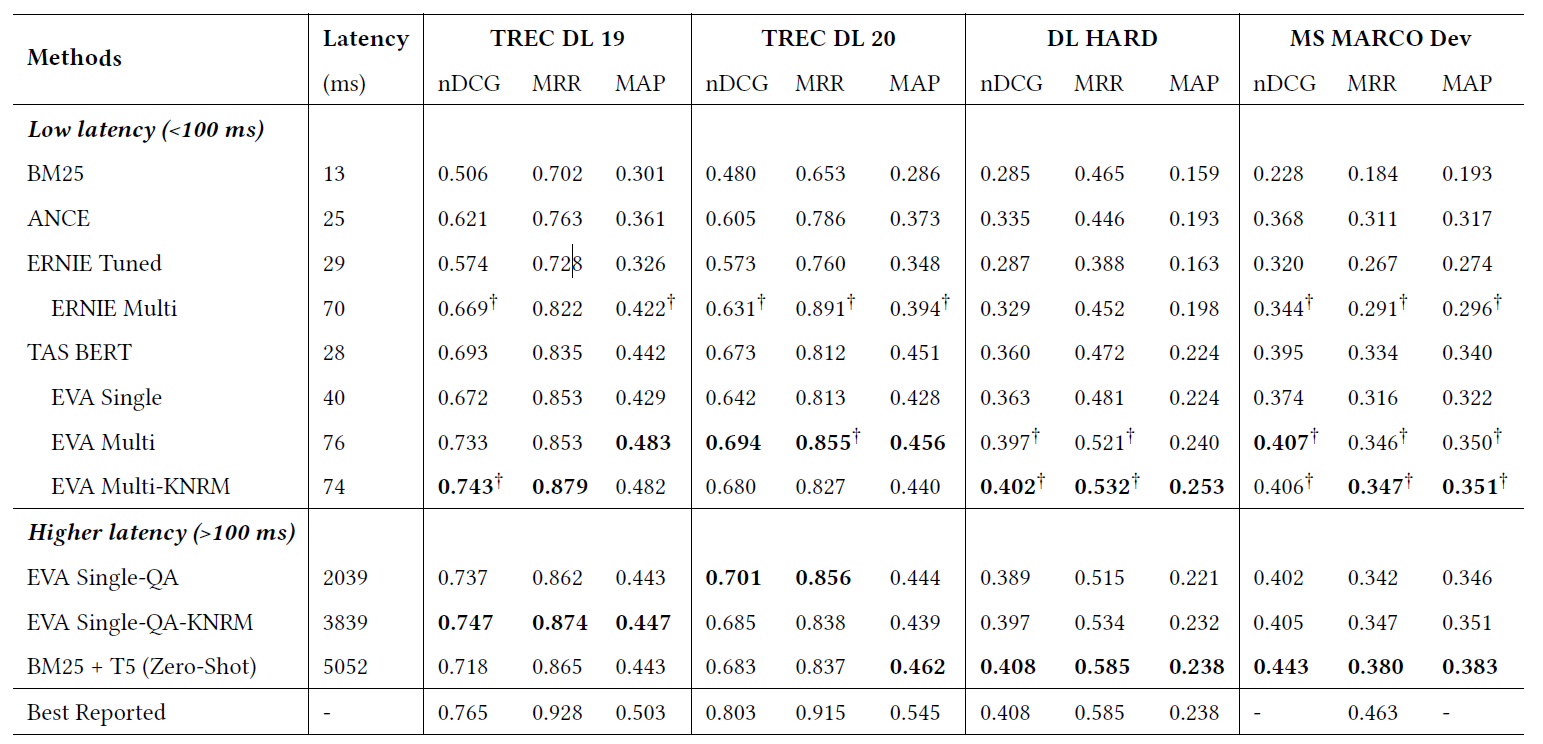 Methods Latency TREC DL 19 TREC DL 20 DL HARD MS MARCO Dev
(ms) nDCG MRR MAP nDCG MRR MAP nDCG MRR MAP nDCG MRR MAP
Low latency (<100 ms)
BM25 13 0.506 0.702 0.301 0.480 0.653 0.286 0.285 0.465 0.159 0.228 0.184 0.193
ANCE 25 0.621 0.763 0.361 0.605 0.786 0.373 0.335 0.446 0.193 0.368 0.311 0.317
ERNIE Tuned 29 0.574 0.728 0.326 0.573 0.760 0.348 0.287 0.388 0.163 0.320 0.267 0.274
ERNIE Multi 70 0.669† 0.822 0.422† 0.631† 0.891† 0.394† 0.329 0.452 0.198 0.344† 0.291† 0.296†
TAS BERT 28 0.693 0.835 0.442 0.673 0.812 0.451 0.360 0.472 0.224 0.395 0.334 0.340
EVA Single 40 0.672 0.853 0.429 0.642 0.813 0.428 0.363 0.481 0.224 0.374 0.316 0.322
EVA Multi 76 0.733 0.853 0.483 0.694 0.855† 0.456 0.397† 0.521† 0.240 0.407† 0.346† 0.350†
EVA Multi-KNRM 74 0.743† 0.879 0.482 0.680 0.827 0.440 0.402† 0.532† 0.253 0.406† 0.347† 0.351†
Higher latency (>100 ms)
EVA Single-QA 2039 0.737 0.862 0.443 0.701 0.856 0.444 0.389 0.515 0.221 0.402 0.342 0.346
EVA Single-QA-KNRM 3839 0.747 0.874 0.447 0.685 0.838 0.439 0.397 0.534 0.232 0.405 0.347 0.351
BM25 + T5 (Zero-Shot) 5052 0.718 0.865 0.443 0.683 0.837 0.462 0.408 0.585 0.238 0.443 0.380 0.383
Best Reported - 0.765 0.928 0.503 0.803 0.915 0.545 0.408 0.585 0.238 - 0.463 -